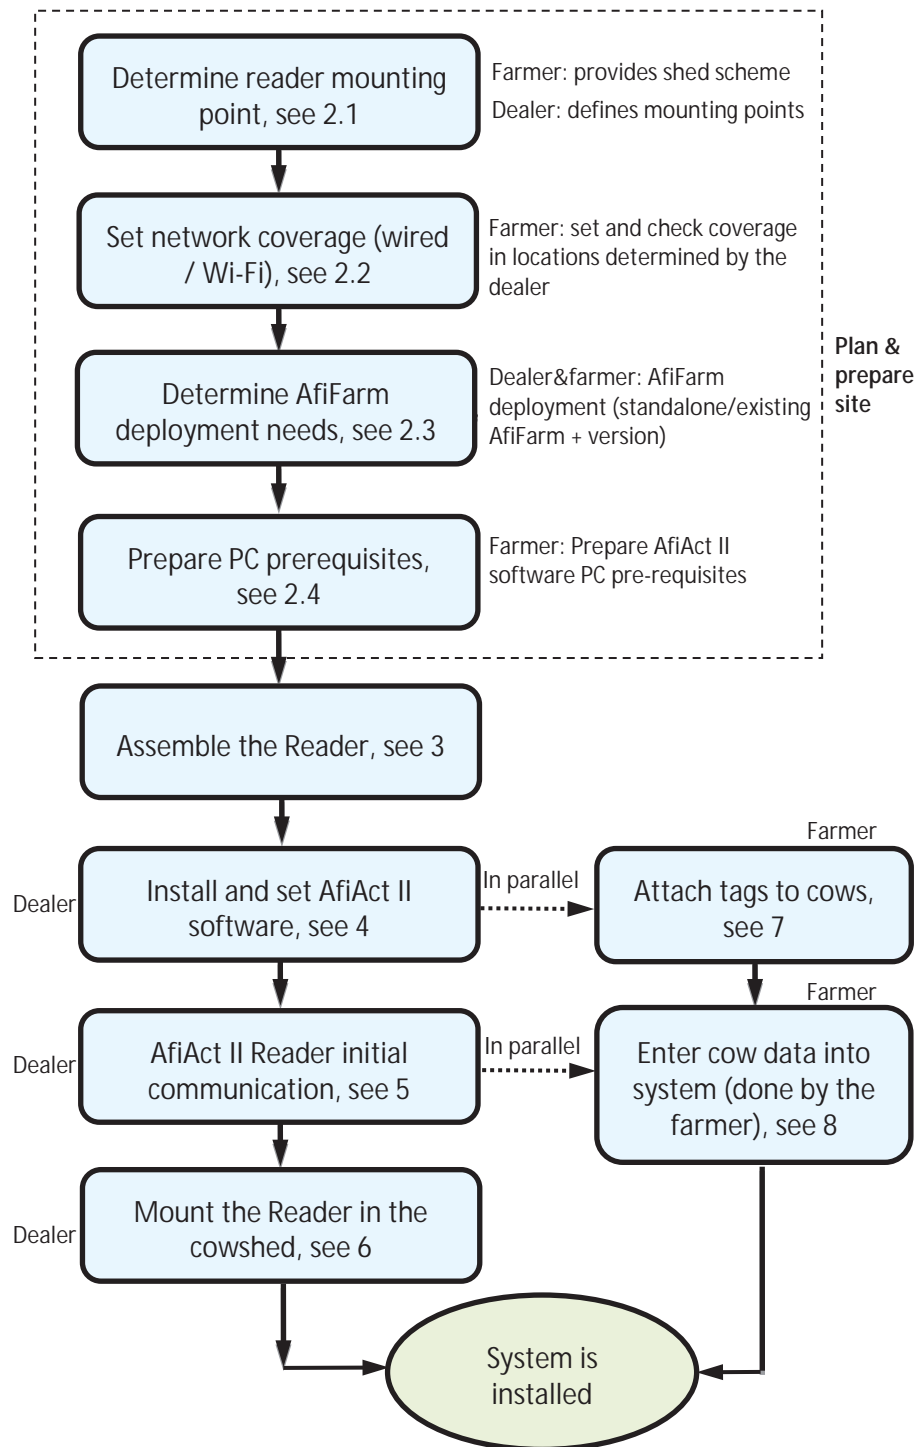 Determine reader mounting
point, see 2.1
Farmer: provides shed scheme
Dealer: defines mounting points
Set network coverage (wired
/ Wi-Fi), see 2.2
Farmer: set and check coverage
in locations determined by the
dealer
Plan &
prepare
site
Determine AfiFarm
deployment needs, see 2.3
Dealer&farmer: AfiFarm
deployment (standalone/existing
AfiFarm + version)
Prepare PC prerequisites,
see 2.4
Farmer: Prepare AfiAct II
software PC pre-requisites
Assemble the Reader, see 3
Dealer
Install and set AfiAct II
software, see 4
In parallel
Farmer
Attach tags to cows,
see 7
Dealer
AfiAct II Reader initial
communication, see 5
In parallel
Farmer
Enter cow data into
system (done by the
farmer), see 8
Dealer
Mount the Reader in the
cowshed, see 6
System is
installed